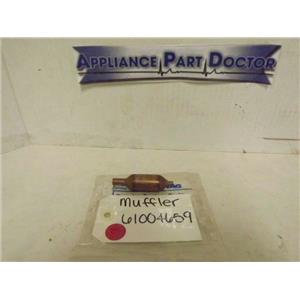 APPLIANCE PART DOCTOR
Muffler
61004659